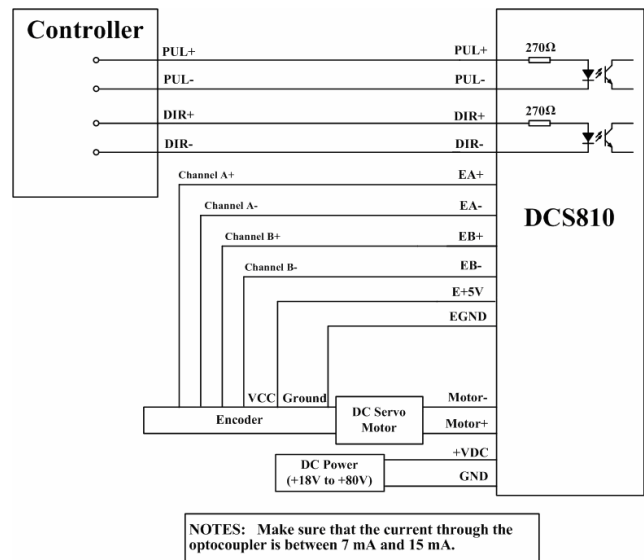 Controller
PUL+
PUL+
270Ω
PUL-
PUL-
DIR+
DIR+
270Ω
DIR-
DIR-
Channel A+
EA+
DCS810
Channel A-
EA-
Channel B+
EB+
Channel B-
EB-
E+5V
EGND
VCC
Ground
Encoder
DC Servo
Motor
Motor-
Motor+
DC Power
(+18V to +80V)
+VDC
GND
NOTES: Make sure that the current through the
optocoupler is between 7 mA and 15 mA.